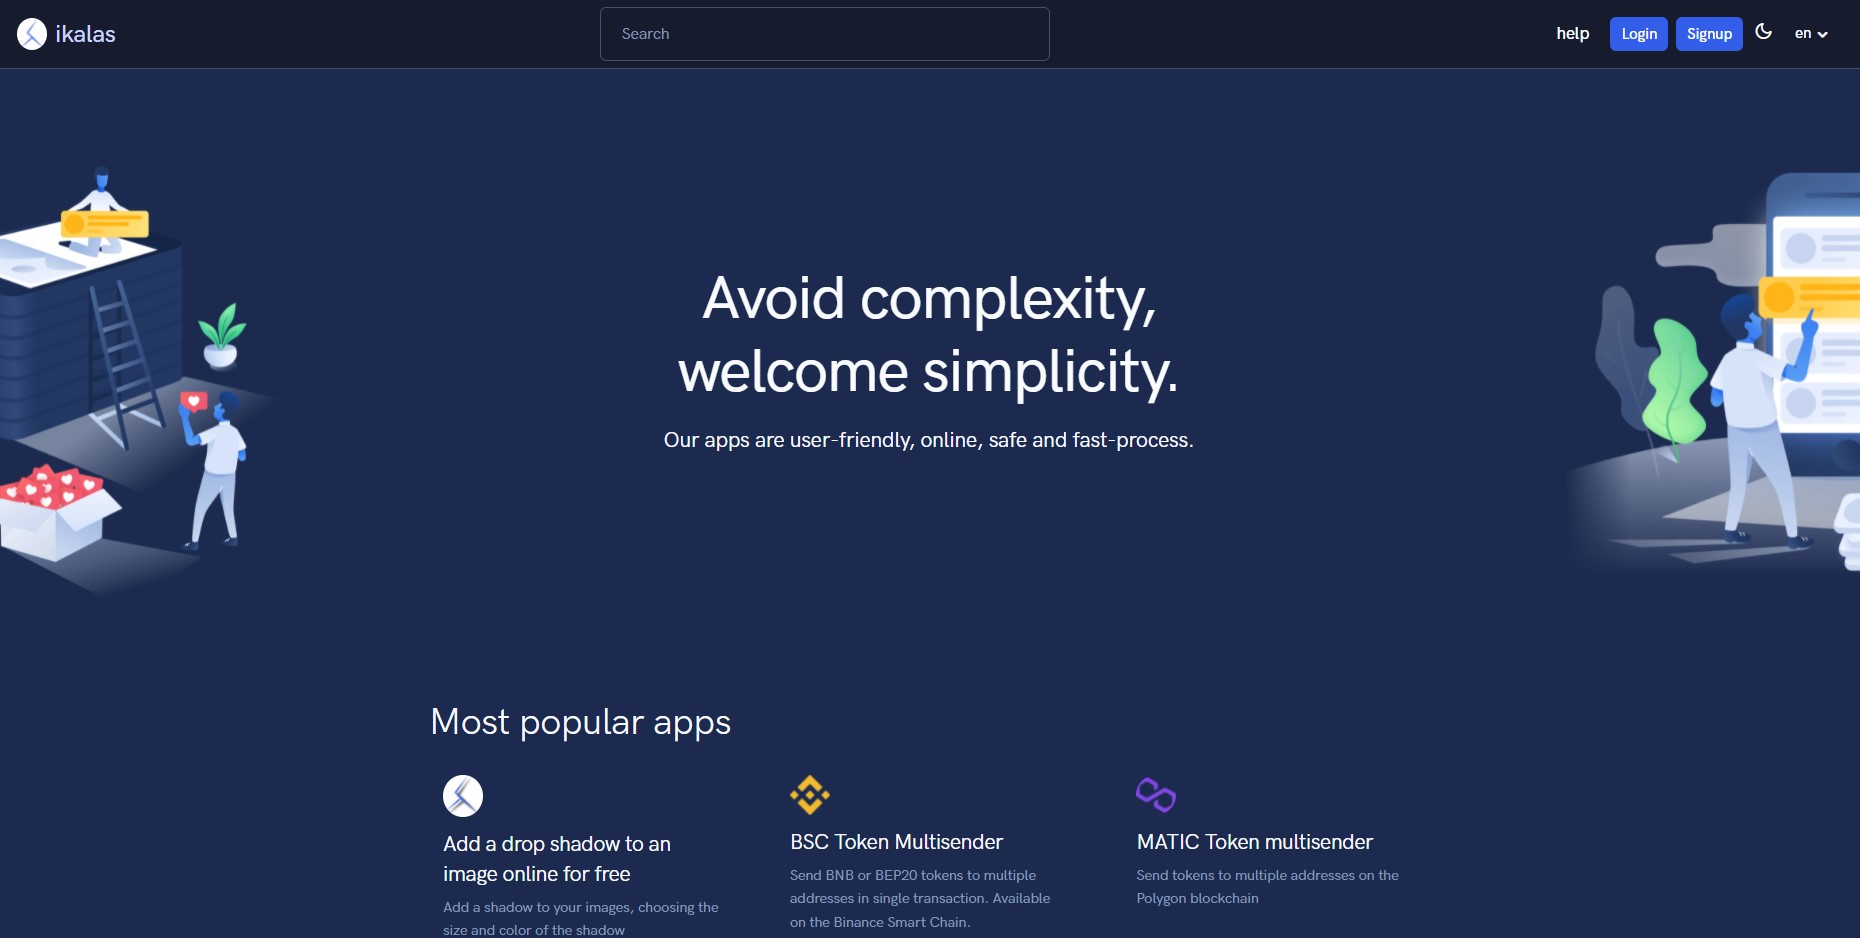 ikalas
Search
help
Login
Signup
en
Avoid complexity,
welcome simplicity.
Our apps are user-friendly, online, safe and fast-process.
Most popular apps
Add a drop shadow to an
image online for free
Add a shadow to your images, choosing the
size and color of the shadow
BSC Token Multisender
Send BNB or BEP20 tokens to multiple
addresses in single transaction. Available
on the Binance Smart Chain.
MATIC Token multisender
Send tokens to multiple addresses on the
Polygon blockchain